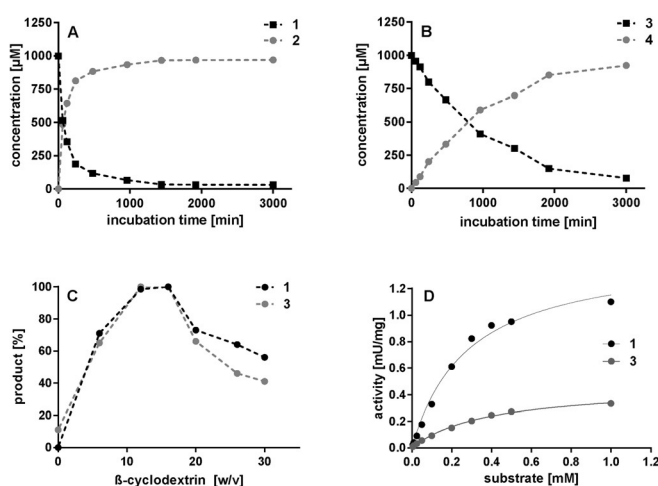 A
1
2
concentration [µM]
1250
1000
750
500
250
0
0 1000 2000 3000
incubation time [min]
B
3
4
concentration [µM]
1250
1000
750
500
250
0
0 1000 2000 3000
incubation time [min]
C
1
3
product [%]
100
80
60
40
20
0
0 10 20 30
ß-cyclodextrin [w/v]
D
1
3
activity [mU/mg]
1.2
1.0
0.8
0.6
0.4
0.2
0
0.0 0.2 0.4 0.6 0.8 1.0
substrate [mM]